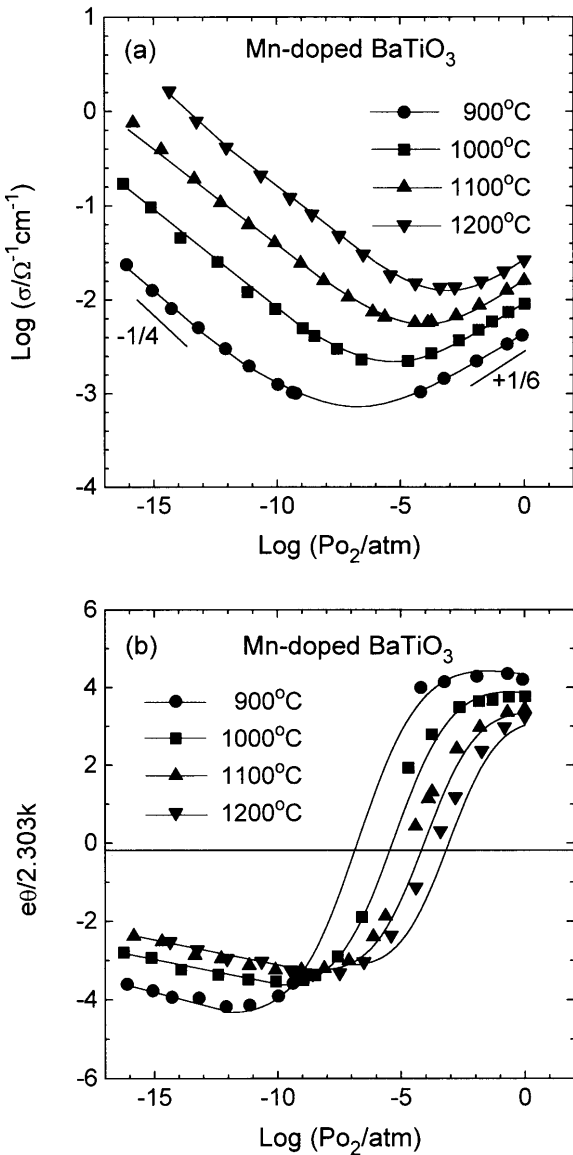 (a) Mn-doped BaTiO₃
900°C
1000°C
1100°C
1200°C
1
0
-1
-2
-3
-4
Log (σ/Ω⁻¹cm⁻¹)
-1/4
+1/6
-15 -10 -5 0
Log (Po₂/atm)
(b) Mn-doped BaTiO₃
900°C
1000°C
1100°C
1200°C
6
4
2
0
-2
-4
-6
eθ/2.303k
-15 -10 -5 0
Log (Po₂/atm)